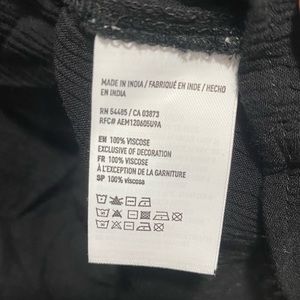 MADE IN INDIA / FABRIQUÉ EN INDE / HECHO
EN INDIA
RN 54485 / CA 03873
RFC# AEM120605U9A
EN 100% VISCOSE
EXCLUSIVE OF DECORATION
FR 100% VISCOSE
À L'EXCEPTION DE LA GARNITURE
SP 100% viscosa